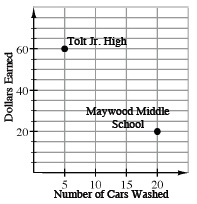 Dollars Earned
60
40
20
Tolt Jr. High
Maywood Middle
School
5 10 15 20
Number of Cars Washed